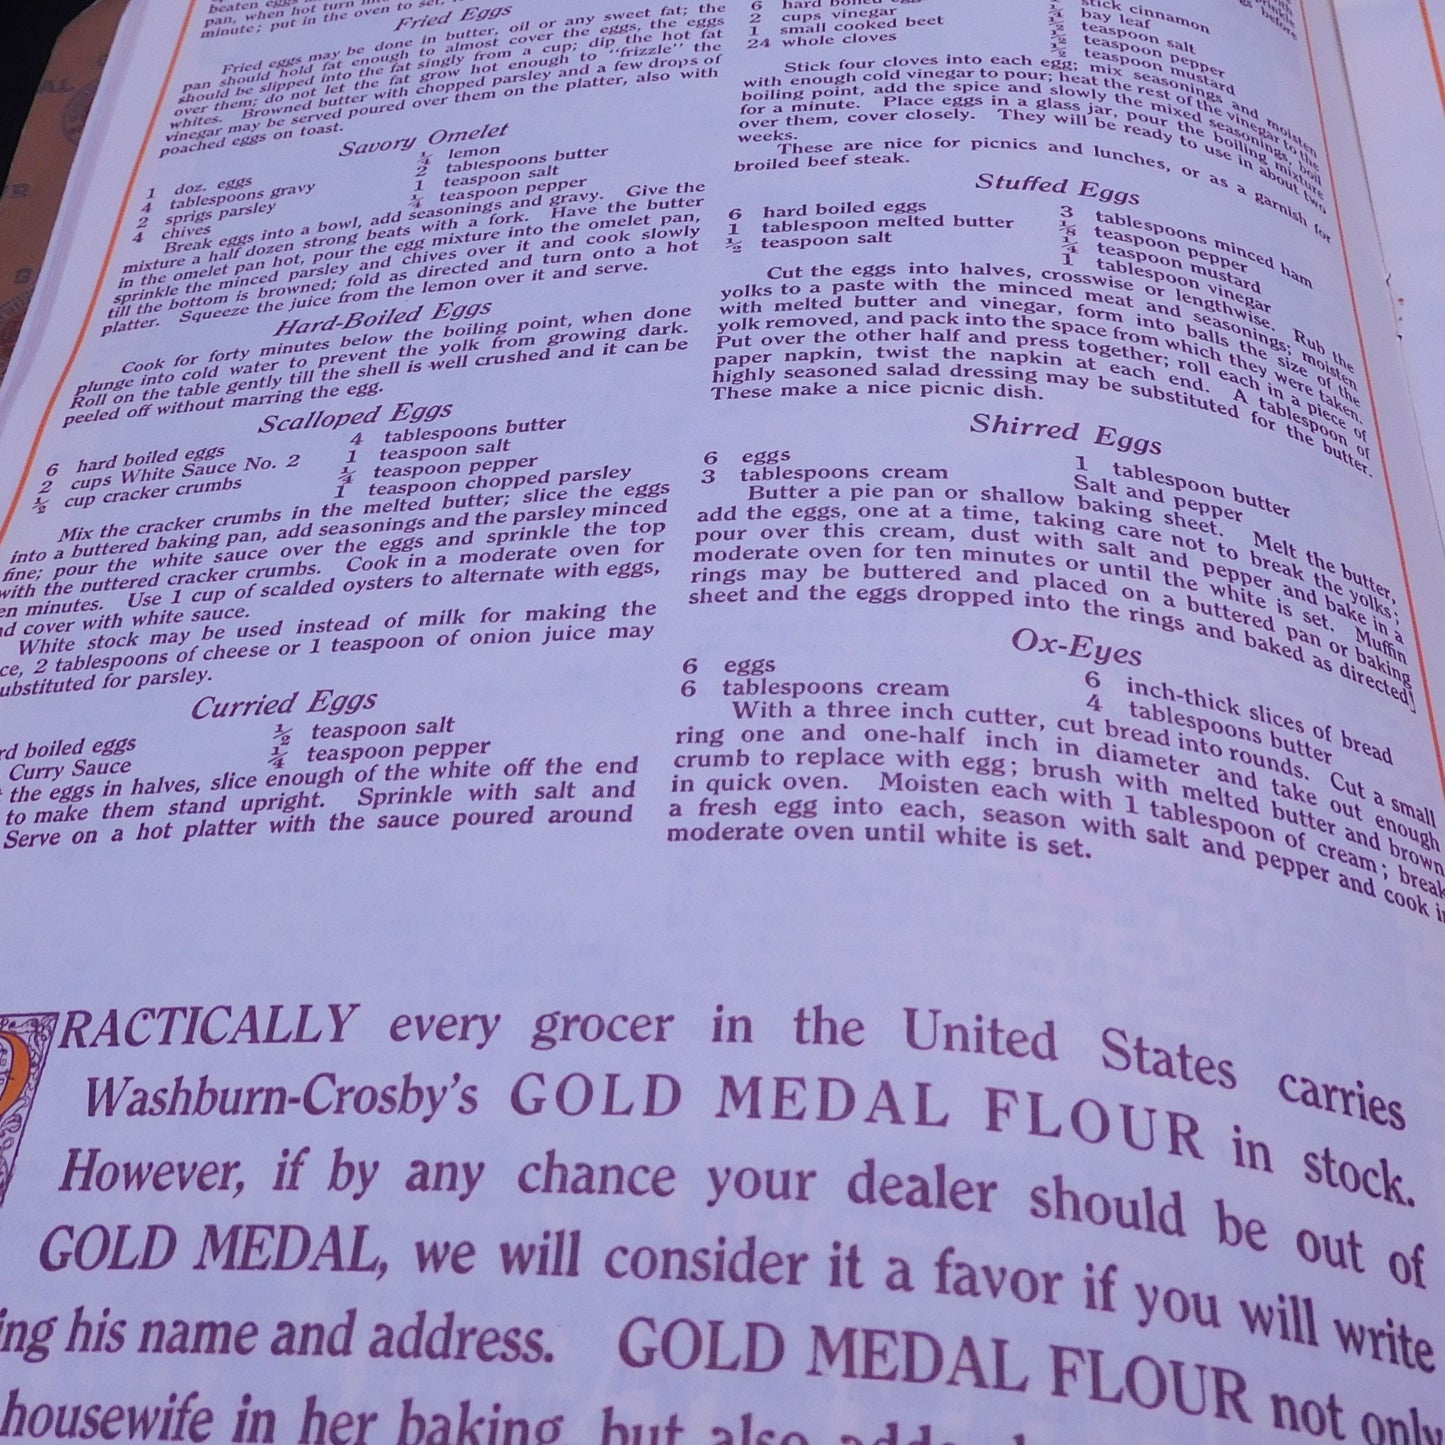 beaten eggs
pan, when hot turn
minute; put in the oven to set,
Fried Eggs
Fried eggs may be done in butter, oil or any sweet fat; the
pan should hold fat enough to almost cover the eggs, the eggs
should be slipped into the fat singly from a cup; dip the hot fat
over them; do not let the fat grow hot enough to "frizzle" the
whites. Browned butter with chopped parsley and a few drops of
vinegar may be served poured over them on the platter, also with
poached eggs on toast.
Savory Omelet
1 doz. eggs
4 tablespoons gravy
2 sprigs parsley
4 chives
¼ lemon
2 tablespoons butter
1 teaspoon salt
¼ teaspoon pepper
Break eggs into a bowl, add seasonings and gravy. Give the
mixture a half dozen strong beats with a fork. Have the butter
in the omelet pan hot, pour the egg mixture into the omelet pan,
sprinkle the minced parsley and chives over it and cook slowly
till the bottom is browned; fold as directed and turn onto a hot
platter. Squeeze the juice from the lemon over it and serve.
Hard-Boiled Eggs
Cook for forty minutes below the boiling point, when done
plunge into cold water to prevent the yolk from growing dark.
Roll on the table gently till the shell is well crushed and it can be
peeled off without marring the egg.
Scalloped Eggs
6 hard boiled eggs
2 cups White Sauce No. 2
½ cup cracker crumbs
4 tablespoons butter
1 teaspoon salt
¼ teaspoon pepper
1 teaspoon chopped parsley
Mix the cracker crumbs in the melted butter; slice the eggs
into a buttered baking pan, add seasonings and the parsley minced
fine; pour the white sauce over the eggs and sprinkle the top
with the buttered cracker crumbs. Cook in a moderate oven for
en minutes. Use 1 cup of scalded oysters to alternate with eggs,
nd cover with white sauce.
White stock may be used instead of milk for making the
ce, 2 tablespoons of cheese or 1 teaspoon of onion juice may
ubstituted for parsley.
Curried Eggs
rd boiled eggs
Curry Sauce
½ teaspoon salt
¼ teaspoon pepper
the eggs in halves, slice enough of the white off the end
to make them stand upright. Sprinkle with salt and
Serve on a hot platter with the sauce poured around
6 hard boiled eggs
2 cups vinegar
1 small cooked beet
24 whole cloves
stick cinnamon
bay leaf
½ teaspoon salt
½ teaspoon pepper
½ teaspoon mustard
Stick four cloves into each egg; mix seasonings and moisten
with enough cold vinegar to pour; heat the rest of the vinegar to the
boiling point, add the spice and slowly the mixed seasonings, boil
for a minute. Place eggs in a glass jar, pour the boiling mixture
over them, cover closely. They will be ready to use in about two
weeks.
These are nice for picnics and lunches, or as a garnish for
broiled beef steak.
Stuffed Eggs
6 hard boiled eggs
1 tablespoon melted butter
½ teaspoon salt
3 tablespoons minced ham
⅛ teaspoon pepper
¼ teaspoon mustard
1 tablespoon vinegar
Cut the eggs into halves, crosswise or lengthwise. Rub the
yolks to a paste with the minced meat and seasonings; moisten
with melted butter and vinegar, form into balls the size of the
yolk removed, and pack into the space from which they were taken.
Put over the other half and press together; roll each in a piece of
paper napkin, twist the napkin at each end. A tablespoon of
highly seasoned salad dressing may be substituted for the butter.
These make a nice picnic dish.
Shirred Eggs
6 eggs
3 tablespoons cream
1 tablespoon butter
Salt and pepper
Butter a pie pan or shallow baking sheet. Melt the butter,
add the eggs, one at a time, taking care not to break the yolks;
pour over this cream, dust with salt and pepper and bake in a
moderate oven for ten minutes or until the white is set. Muffin
rings may be buttered and placed on a buttered pan or baking
sheet and the eggs dropped into the rings and baked as directed
Ox-Eyes
6 eggs
6 tablespoons cream
6 inch-thick slices of bread
4 tablespoons butter
With a three inch cutter, cut bread into rounds. Cut a small
ring one and one-half inch in diameter and take out enough
crumb to replace with egg; brush with melted butter and brown
in quick oven. Moisten each with 1 tablespoon of cream; break
a fresh egg into each, season with salt and pepper and cook in
moderate oven until white is set.
PRACTICALLY every grocer in the United States carries
Washburn-Crosby's GOLD MEDAL FLOUR in stock.
However, if by any chance your dealer should be out of
GOLD MEDAL, we will consider it a favor if you will write
ing his name and address. GOLD MEDAL FLOUR not only
housewife in her baking, but also